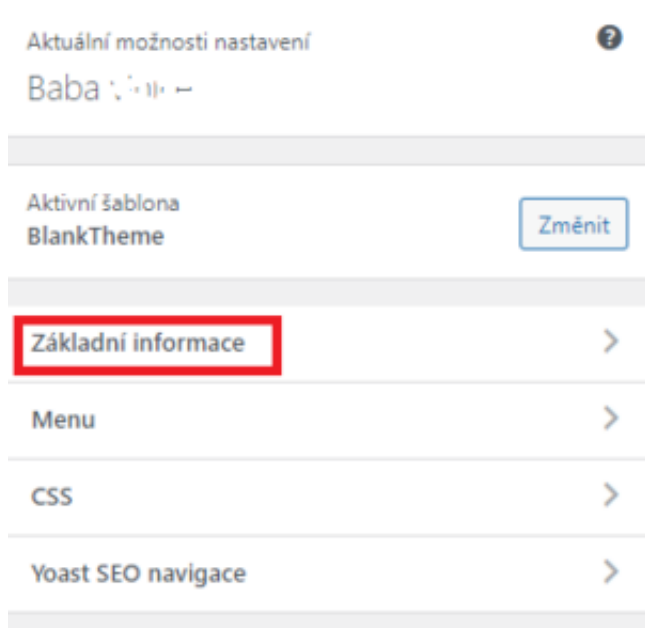 Aktuální možnosti nastavení
Baba
Aktivní šablona
BlankTheme
Změnit
Základní informace
Menu
CSS
Yoast SEO navigace